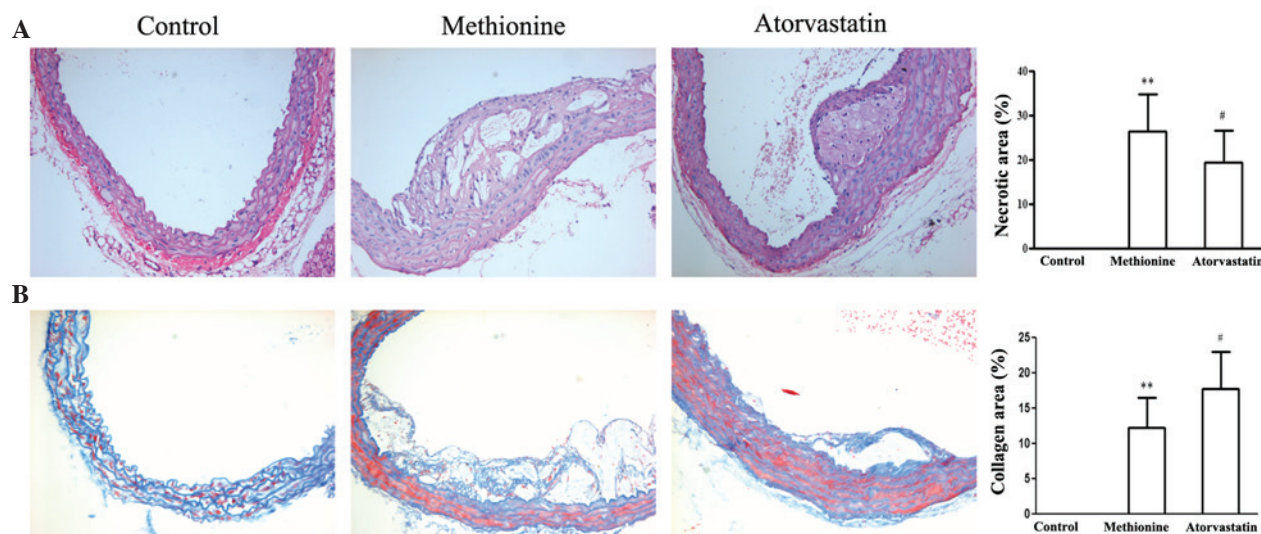 A
Control
Methionine
Atorvastatin
Necrotic area (%)
40
30
20
10
0
**
#
Control
Methionine
Atorvastatin
B
Collagen area (%)
25
20
15
10
5
0
**
#
Control
Methionine
Atorvastatin